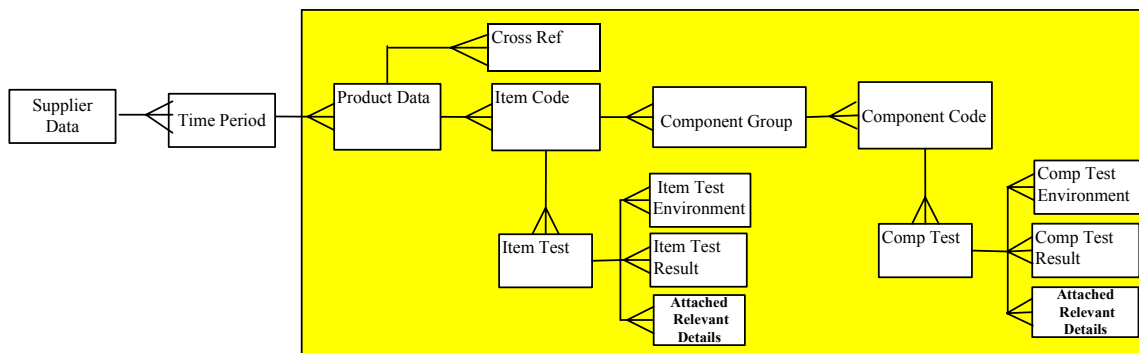 Cross Ref
Supplier
Data
Time Period
Product Data
Item Code
Component Group
Component Code
Item Test
Environment
Item Test
Item Test
Result
Attached
Relevant
Details
Comp Test
Comp Test
Environment
Comp Test
Result
Attached
Relevant
Details